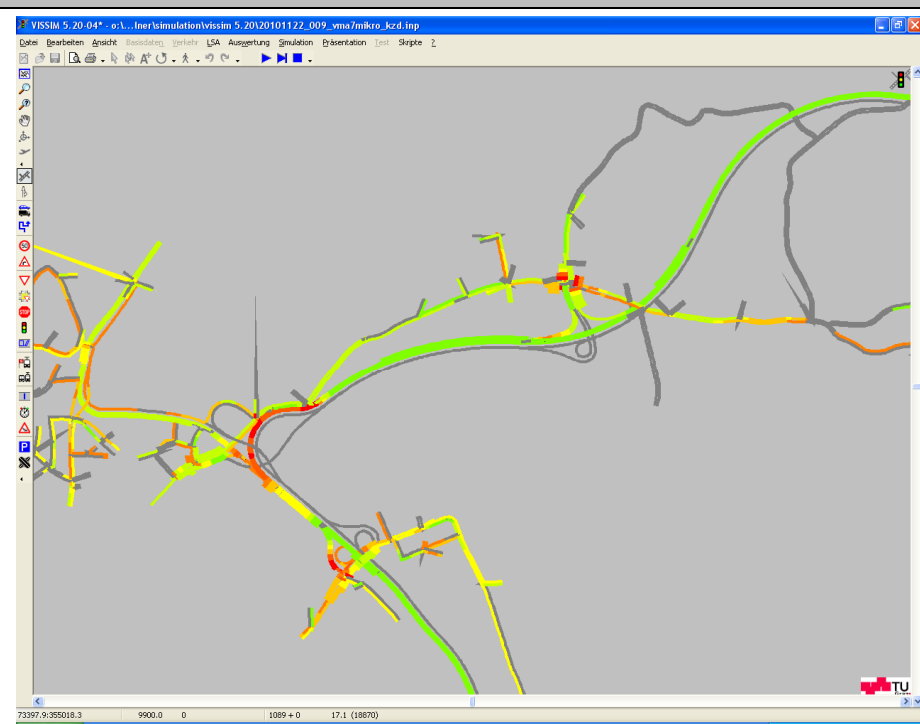 VISSIM 5.20-04* - o:\...lner\simulation\vissim 5.20\20101122_009_vma7mikro_kzd.inp
Datei Bearbeiten Ansicht Basisdaten Verkehr LSA Auswertung Simulation Präsentation Test Skripte ?
TU
73397.9:355018.3 9900.0 0 1089 + 0 17.1 (18870)